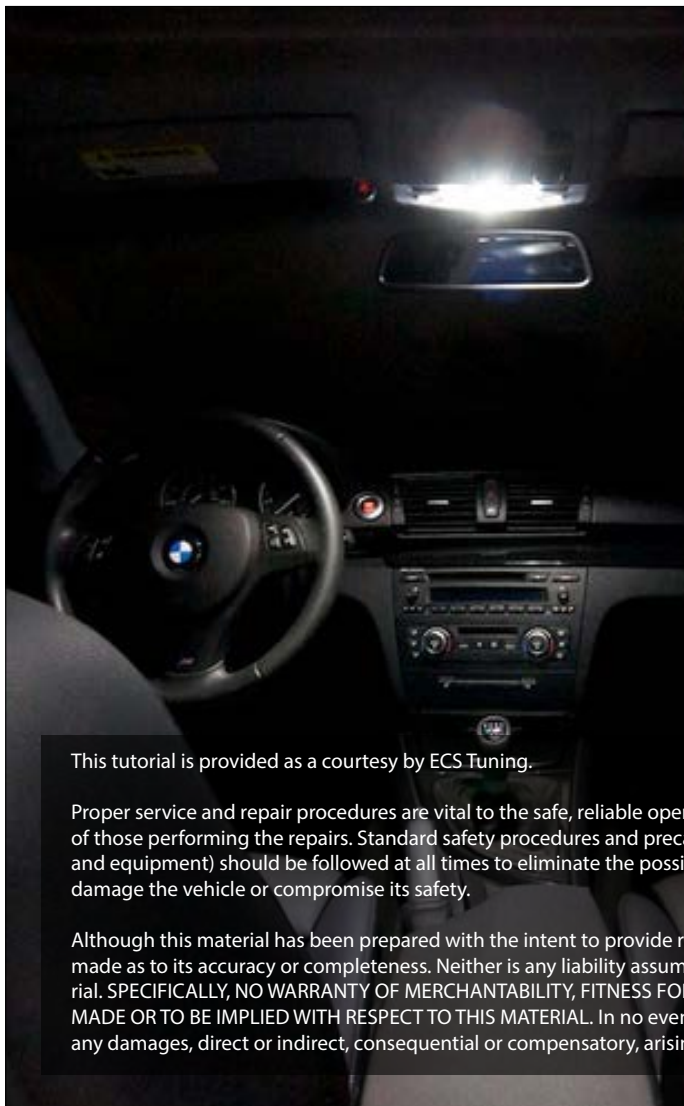 This tutorial is provided as a courtesy by ECS Tuning.
Proper service and repair procedures are vital to the safe, reliable oper
of those performing the repairs. Standard safety procedures and preca
and equipment) should be followed at all times to eliminate the possi
damage the vehicle or compromise its safety.
Although this material has been prepared with the intent to provide r
made as to its accuracy or completeness. Neither is any liability assum
rial. SPECIFICALLY, NO WARRANTY OF MERCHANTABILITY, FITNESS FO
MADE OR TO BE IMPLIED WITH RESPECT TO THIS MATERIAL. In no ever
any damages, direct or indirect, consequential or compensatory, arisin